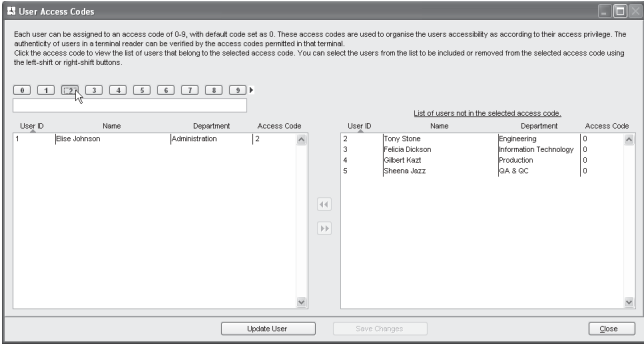 User Access Codes
Each user can be assigned to an access code of 0-9, with default code set as 0. These access codes are used to organise the users accessibility as according to their access privilege. The
authenticity of users in a terminal reader can be verified by the access codes permitted in that terminal.
Click the access code to view the list of users that belong to the selected access code. You can select the users from the list to be included or removed from the selected access code using
the left-shift or right-shift buttons.
0 1 2 3 4 5 6 7 8 9
List of users not in the selected access code.
User ID Name Department Access Code User ID Name Department Access Code
1 Elise Johnson Administration 2 2 Tony Stone Engineering 0
3 Felicia Dickson Information Technology 0
4 Gilbert Kazt Production 0
5 Sheena Jazz QA & QC 0
Update User Save Changes Close